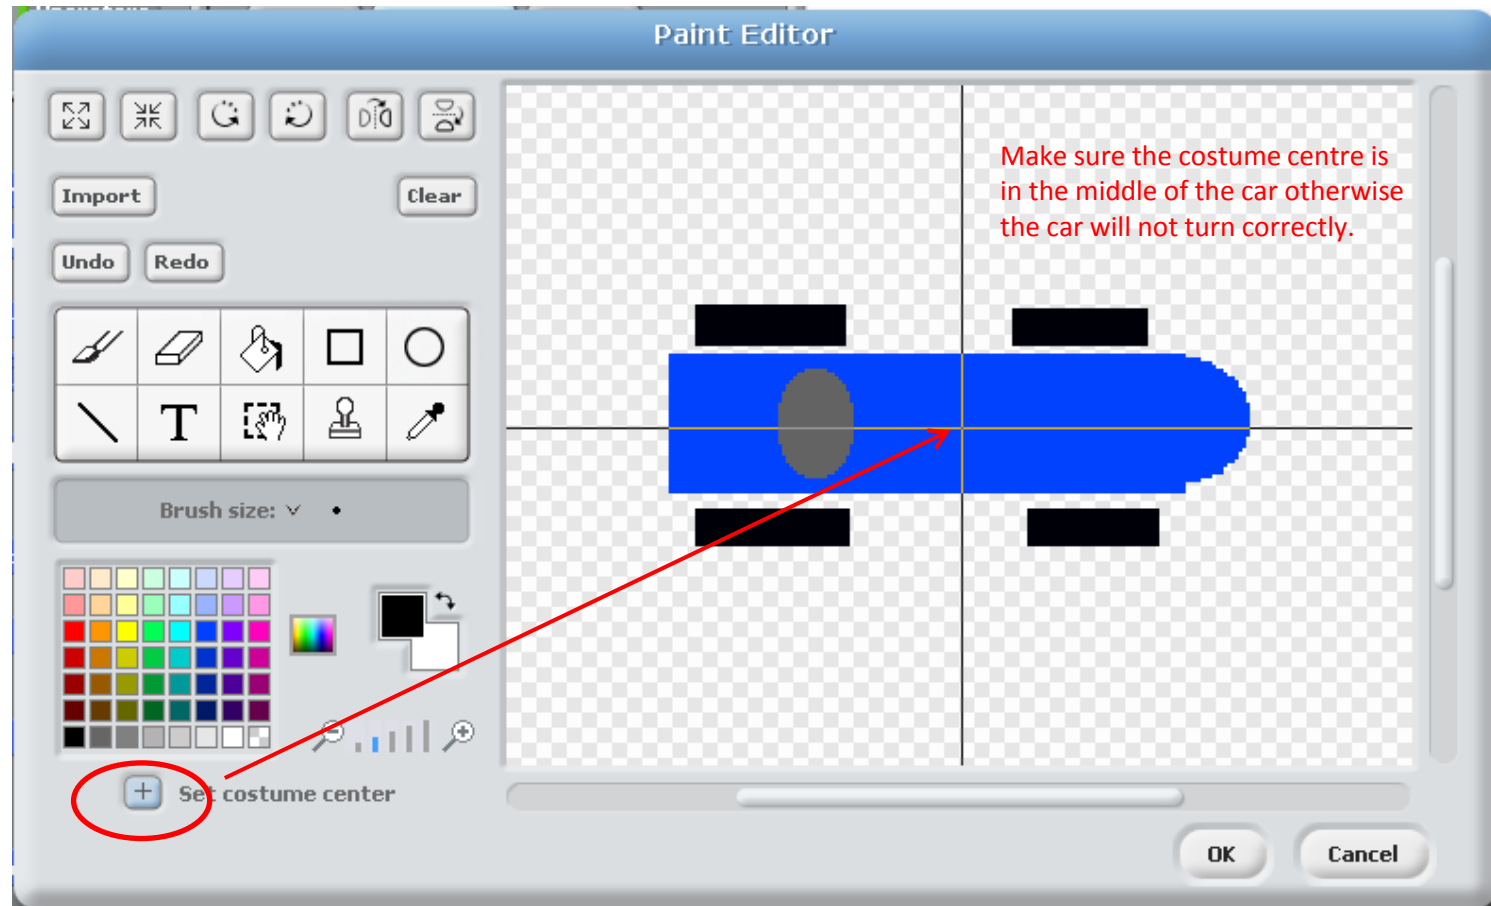 Paint Editor
Import
Clear
Undo
Redo
T
Brush size:
Set costume center
Make sure the costume centre is
in the middle of the car otherwise
the car will not turn correctly.
OK
Cancel